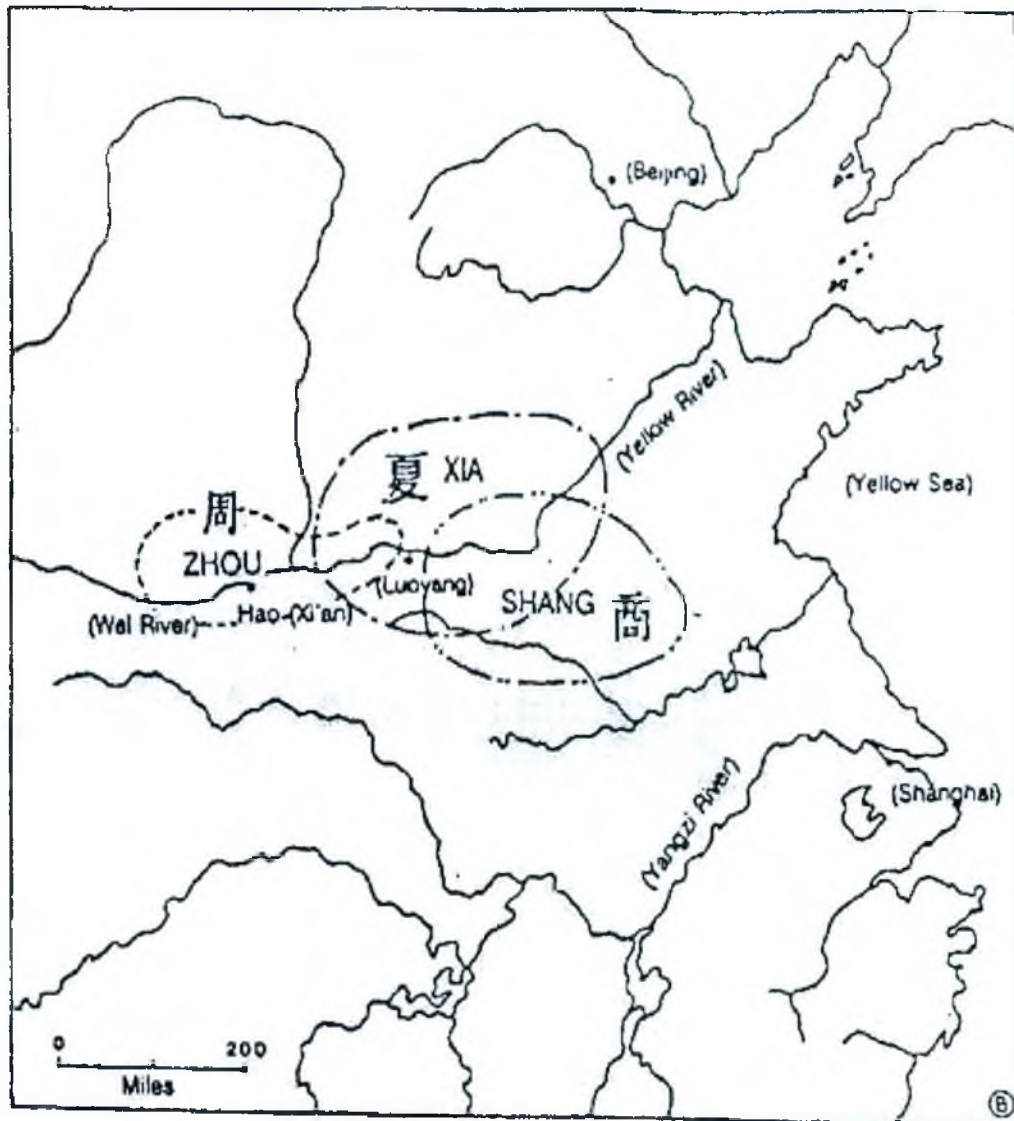 (Beijing)
(Yellow River)
夏 XIA
(Yellow Sea)
周
ZHOU
(Luoyang)
SHANG 商
(Wei River)
Hao-(Xi'an)
(Yangzi River)
(Shanghai)
0 200
Miles
B